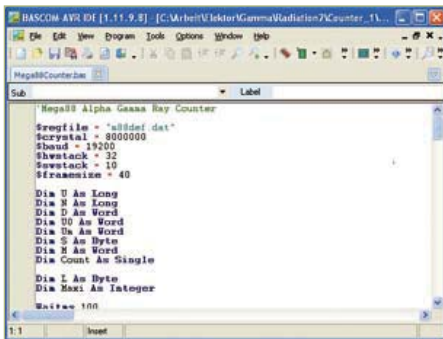 BASCOM-AVR IDE [1.11.9.8] - [C:\Arbeit\Elektor\Gamma\Radiation7\Counter_1\...
File Edit View Program Tools Options Window Help
Mega88Counter.bas
Sub Label
'Mega88 Alpha Gamma Ray Counter
$regfile = "m88def.dat"
$crystal = 8000000
$baud = 19200
$hwstack = 32
$swstack = 10
$framesize = 40
Dim U As Long
Dim N As Long
Dim D As Word
Dim U0 As Word
Dim Um As Word
Dim S As Byte
Dim M As Word
Dim Count As Single
Dim L As Byte
Dim Maxi As Integer
Waitms 100
1:1 Insert